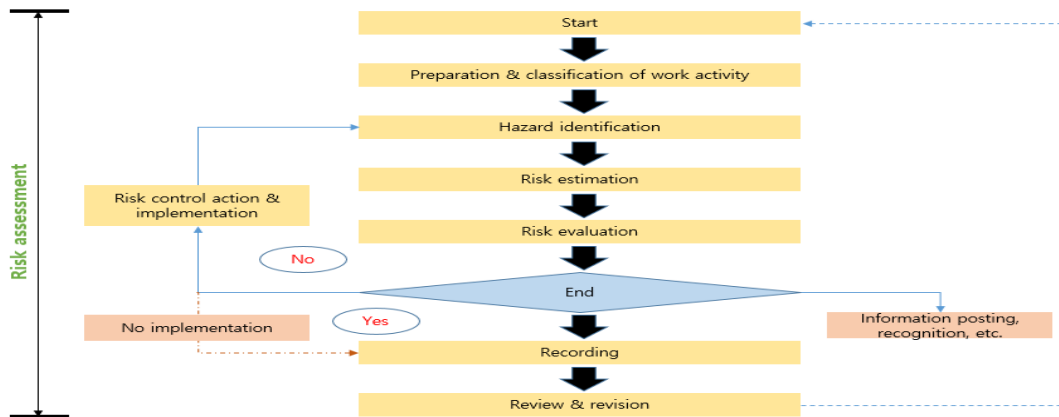 Start
Preparation & classification of work activity
Hazard identification
Risk estimation
Risk control action &
implementation
Risk evaluation
Risk assessment
No
End
Yes
No implementation
Information posting,
recognition, etc.
Recording
Review & revision